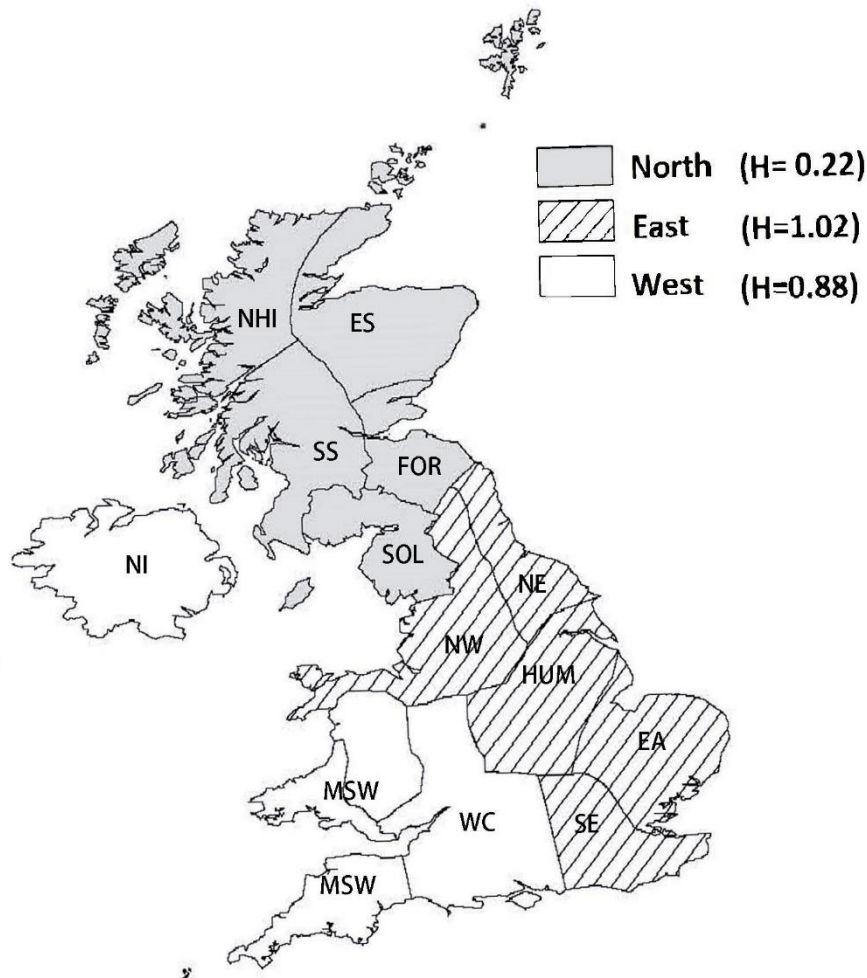 North (H= 0.22)
East (H=1.02)
West (H=0.88)
NHI
ES
SS
FOR
SOL
NI
NE
NW
HUM
EA
MSW
WC
SE
MSW